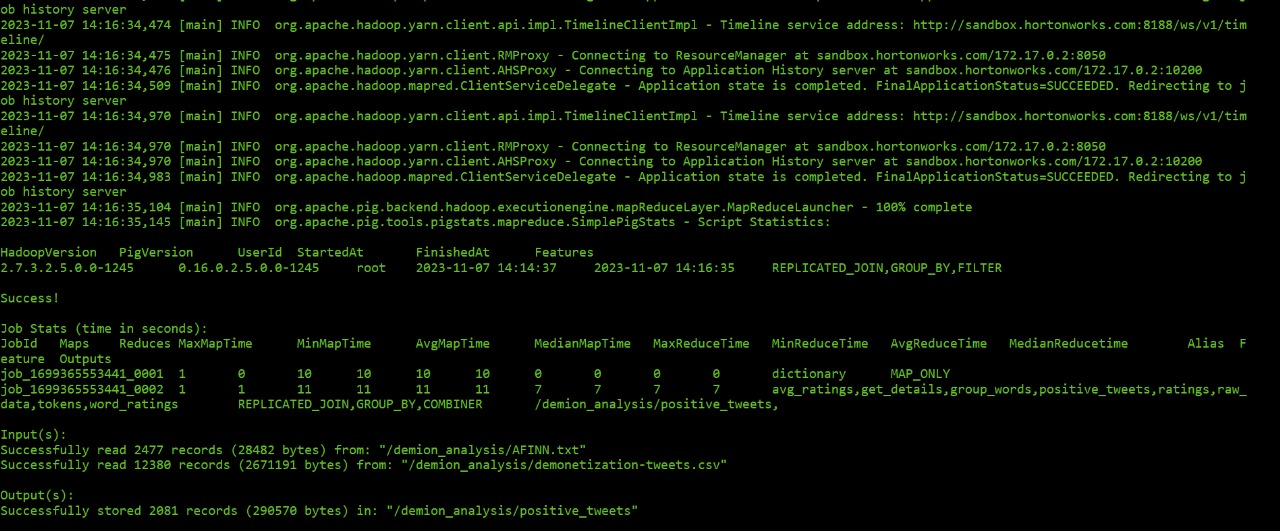 ob history server
2023-11-07 14:16:34,474 [main] INFO  org.apache.hadoop.yarn.client.api.impl.TimelineClientImpl - Timeline service address: http://sandbox.hortonworks.com:8188/ws/v1/tim
eline/
2023-11-07 14:16:34,475 [main] INFO  org.apache.hadoop.yarn.client.RMProxy - Connecting to ResourceManager at sandbox.hortonworks.com/172.17.0.2:8050
2023-11-07 14:16:34,476 [main] INFO  org.apache.hadoop.yarn.client.AHSProxy - Connecting to Application History server at sandbox.hortonworks.com/172.17.0.2:10200
2023-11-07 14:16:34,509 [main] INFO  org.apache.hadoop.mapred.ClientServiceDelegate - Application state is completed. FinalApplicationStatus=SUCCEEDED. Redirecting to j
ob history server
2023-11-07 14:16:34,970 [main] INFO  org.apache.hadoop.yarn.client.api.impl.TimelineClientImpl - Timeline service address: http://sandbox.hortonworks.com:8188/ws/v1/tim
eline/
2023-11-07 14:16:34,970 [main] INFO  org.apache.hadoop.yarn.client.RMProxy - Connecting to ResourceManager at sandbox.hortonworks.com/172.17.0.2:8050
2023-11-07 14:16:34,970 [main] INFO  org.apache.hadoop.yarn.client.AHSProxy - Connecting to Application History server at sandbox.hortonworks.com/172.17.0.2:10200
2023-11-07 14:16:34,983 [main] INFO  org.apache.hadoop.mapred.ClientServiceDelegate - Application state is completed. FinalApplicationStatus=SUCCEEDED. Redirecting to j
ob history server
2023-11-07 14:16:35,104 [main] INFO  org.apache.pig.backend.hadoop.executionengine.mapReduceLayer.MapReduceLauncher - 100% complete
2023-11-07 14:16:35,145 [main] INFO  org.apache.pig.tools.pigstats.mapreduce.SimplePigStats - Script Statistics:
HadoopVersion   PigVersion      UserId  StartedAt       FinishedAt      Features
2.7.3.2.5.0.0-1245      0.16.0.2.5.0.0-1245     root    2023-11-07 14:14:37     2023-11-07 14:16:35     REPLICATED_JOIN,GROUP_BY,FILTER
Success!
Job Stats (time in seconds):
JobId   Maps    Reduces MaxMapTime      MinMapTime      AvgMapTime      MedianMapTime   MaxReduceTime   MinReduceTime   AvgReduceTime   MedianReducetime        Alias  F
eature  Outputs
job_1699365553441_0001  1       0       10      10      10      10      0       0       0       0       dictionary      MAP_ONLY
job_1699365553441_0002  1       1       11      11      11      11      7       7       7       7       avg_ratings,get_details,group_words,positive_tweets,ratings,raw_
data,tokens,word_ratings        REPLICATED_JOIN,GROUP_BY,COMBINER       /demion_analysis/positive_tweets,
Input(s):
Successfully read 2477 records (28482 bytes) from: "/demion_analysis/AFINN.txt"
Successfully read 12380 records (2671191 bytes) from: "/demion_analysis/demonetization-tweets.csv"
Output(s):
Successfully stored 2081 records (290570 bytes) in: "/demion_analysis/positive_tweets"